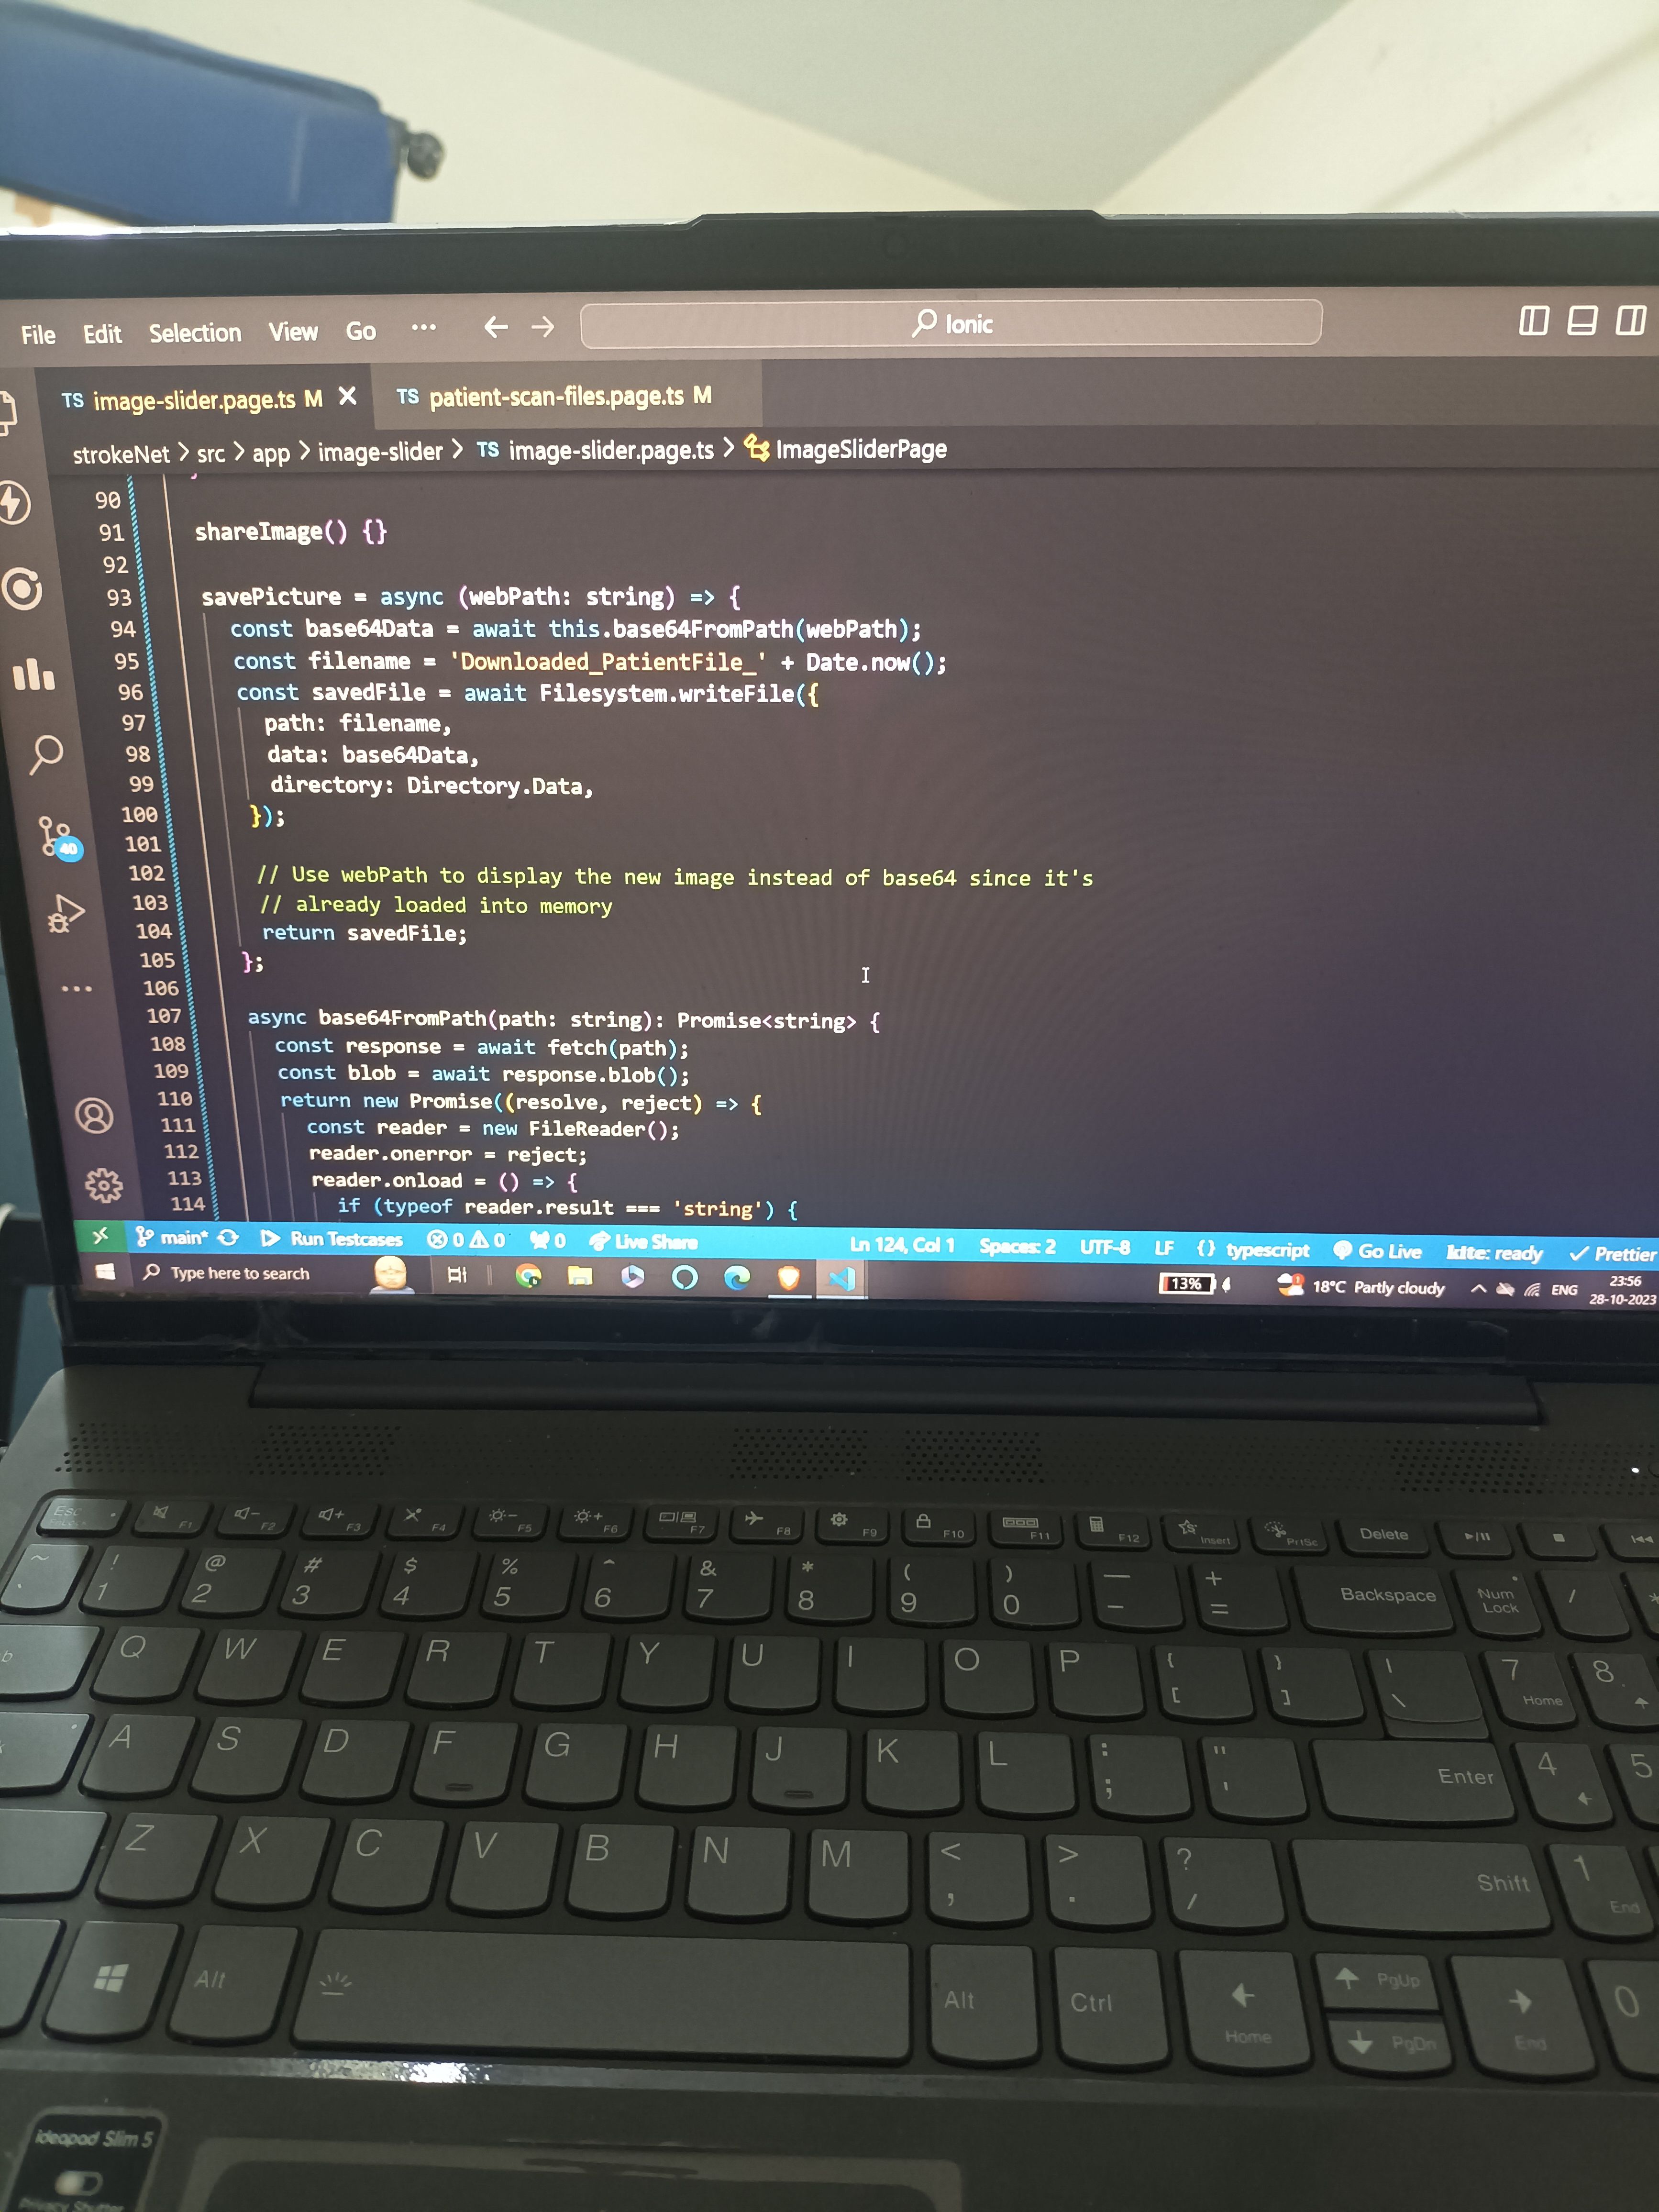 File Edit Selection View Go ··· ← → Ionic
TS image-slider.page.ts M × TS patient-scan-files.page.ts M
strokeNet > src > app > image-slider > TS image-slider.page.ts > ImageSliderPage
90
91 shareImage() {}
92
93 savePicture = async (webPath: string) => {
94 const base64Data = await this.base64FromPath(webPath);
95 const filename = 'Downloaded_PatientFile_' + Date.now();
96 const savedFile = await Filesystem.writeFile({
97 path: filename,
98 data: base64Data,
99 directory: Directory.Data,
100 });
101
102 // Use webPath to display the new image instead of base64 since it's
103 // already loaded into memory
104 return savedFile;
105 };
106
107 async base64FromPath(path: string): Promise<string> {
108 const response = await fetch(path);
109 const blob = await response.blob();
110 return new Promise((resolve, reject) => {
111 const reader = new FileReader();
112 reader.onerror = reject;
113 reader.onload = () => {
114 if (typeof reader.result === 'string') {
40
main* Run Testcases 0 0 0 Live Share Ln 124, Col 1 Spaces: 2 UTF-8 LF {} typescript Go Live kite: ready ✓ Prettier
Type here to search 13% 18°C Partly cloudy ENG 23:56
28-10-2023
Esc F1 F2 F3 F4 F5 F6 F7 F8 F9 F10 F11 F12 Insert PrtSc Delete
~ ! @ # $ % ^ & * ( ) — +
` 1 2 3 4 5 6 7 8 9 0 - = Backspace Num Lock / *
Q W E R T Y U I O P { [ } ] | \ 7 Home 8
A S D F G H J K L : ; " ' Enter 4 5
Z X C V B N M < , > . ? / Shift 1 End
Alt Alt Ctrl Home PgUp PgDn End 0
ideapad Slim 5
Privacy Shutter